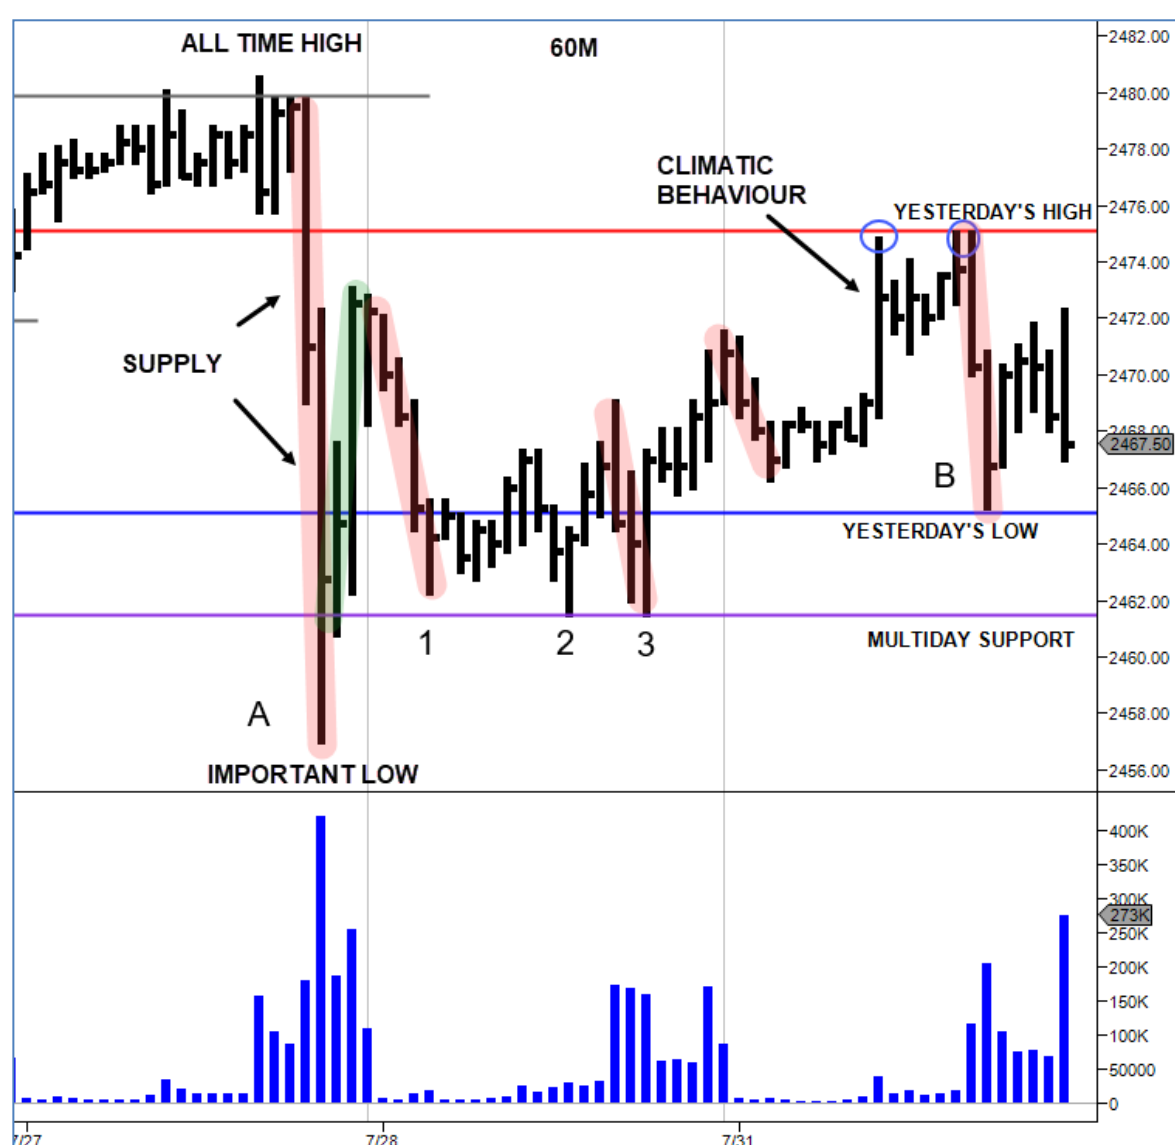 ALL TIME HIGH
60M
CLIMATIC
BEHAVIOUR
YESTERDAY'S HIGH
SUPPLY
B
YESTERDAY'S LOW
1
2
3
MULTIDAY SUPPORT
A
IMPORTANT LOW
2482.00
2480.00
2478.00
2476.00
2474.00
2472.00
2470.00
2468.00
2467.50
2466.00
2464.00
2462.00
2460.00
2458.00
2456.00
400K
350K
300K
273K
250K
200K
150K
100K
50000
0
7/27
7/28
7/31